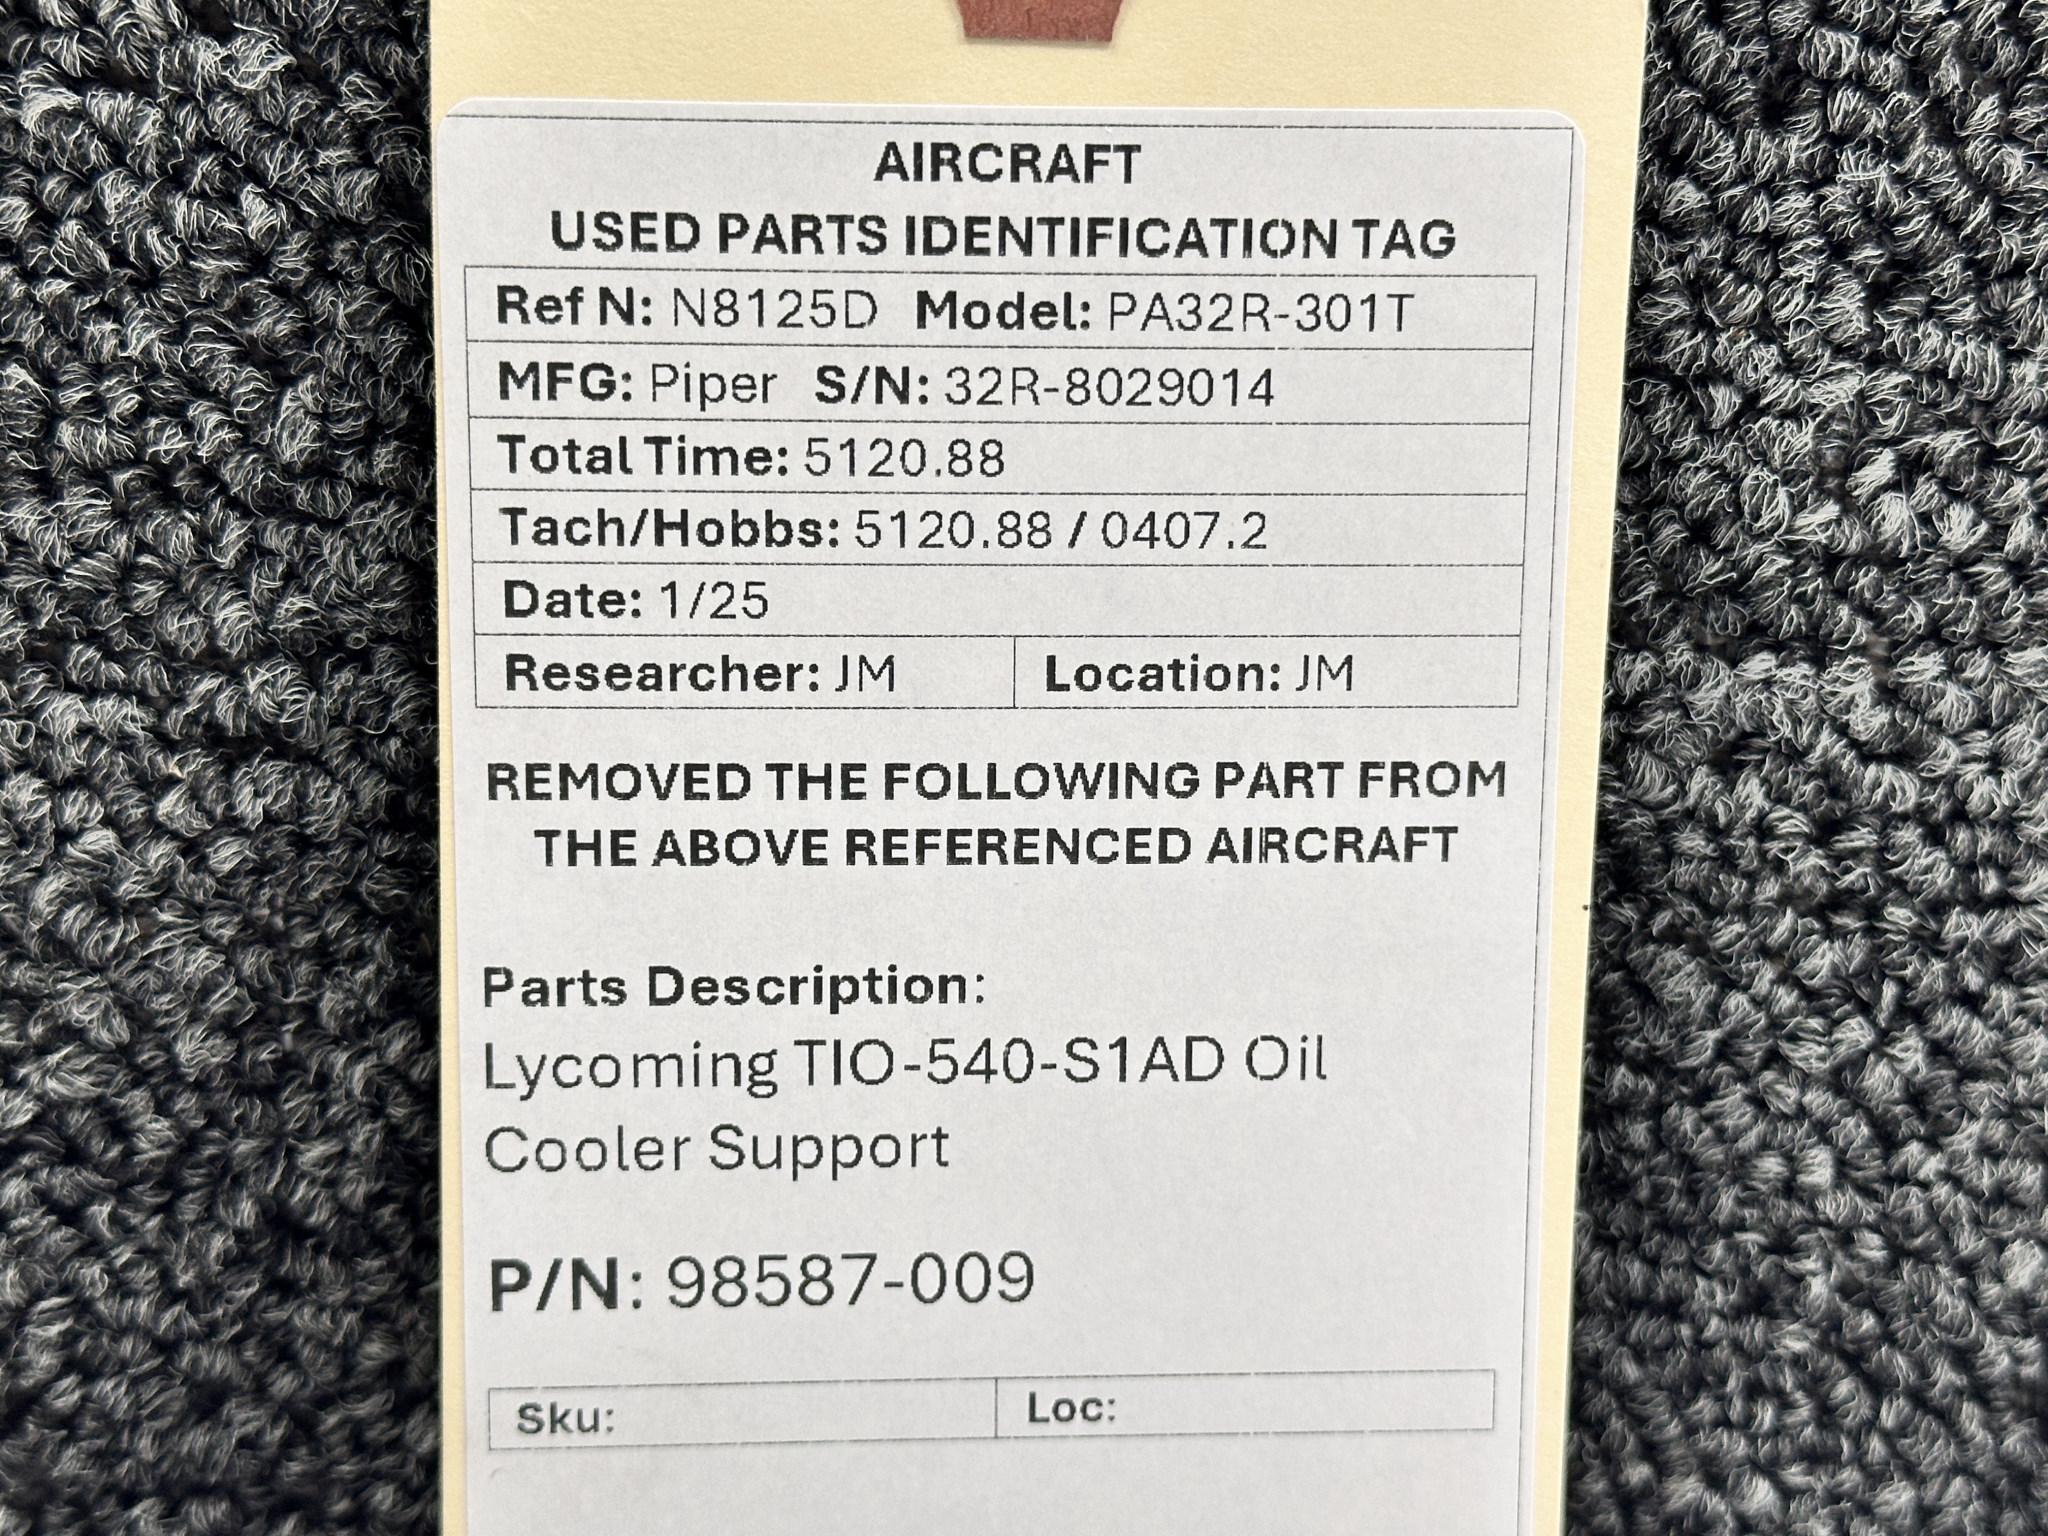 AIRCRAFT
USED PARTS IDENTIFICATION TAG
Ref N: N8125D Model: PA32R-301T
MFG: Piper S/N: 32R-8029014
Total Time: 5120.88
Tach/Hobbs: 5120.88 / 0407.2
Date: 1/25
Researcher: JM Location: JM
REMOVED THE FOLLOWING PART FROM
THE ABOVE REFERENCED AIRCRAFT
Parts Description:
Lycoming TIO-540-S1AD Oil
Cooler Support
P/N: 98587-009
Sku: Loc: